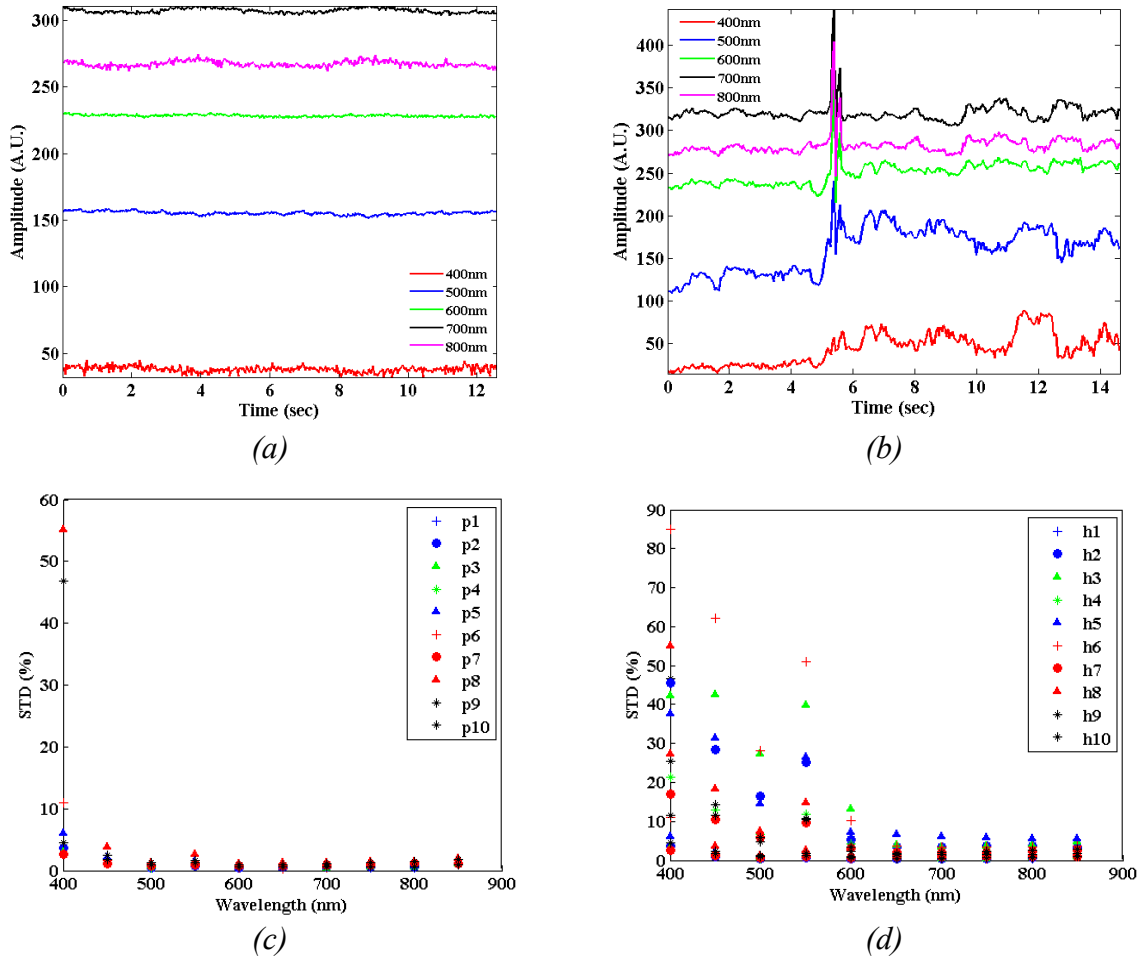 310
250
200
150
100
50
Amplitude (A.U.)
400nm
500nm
600nm
700nm
800nm
0 2 4 6 8 10 12
Time (sec)
(a)
400
350
300
250
200
150
100
50
Amplitude (A.U.)
400nm
500nm
600nm
700nm
800nm
0 2 4 6 8 10 12 14
Time (sec)
(b)
60
50
40
30
20
10
0
STD (%)
p1
p2
p3
p4
p5
p6
p7
p8
p9
p10
400 500 600 700 800 900
Wavelength (nm)
(c)
90
80
70
60
50
40
30
20
10
0
STD (%)
h1
h2
h3
h4
h5
h6
h7
h8
h9
h10
400 500 600 700 800 900
Wavelength (nm)
(d)